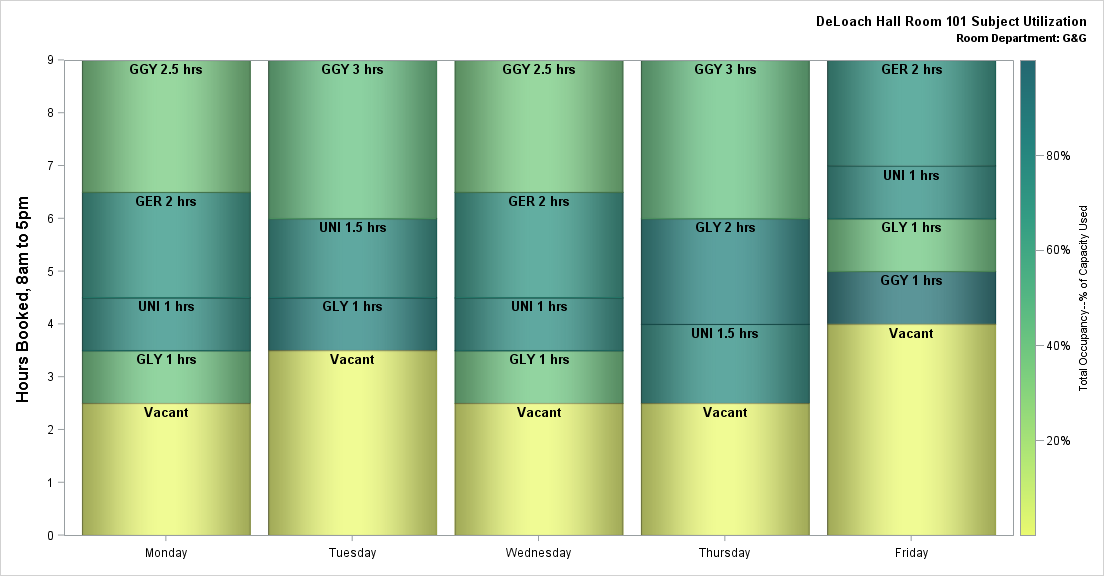 DeLoach Hall Room 101 Subject Utilization
Room Department: G&G
Hours Booked, 8am to 5pm
9
8
7
6
5
4
3
2
1
0
GGY 2.5 hrs
GER 2 hrs
UNI 1 hrs
GLY 1 hrs
Vacant
Monday
GGY 3 hrs
UNI 1.5 hrs
GLY 1 hrs
Vacant
Tuesday
GGY 2.5 hrs
GER 2 hrs
UNI 1 hrs
GLY 1 hrs
Vacant
Wednesday
GGY 3 hrs
GLY 2 hrs
UNI 1.5 hrs
Vacant
Thursday
GER 2 hrs
UNI 1 hrs
GLY 1 hrs
GGY 1 hrs
Vacant
Friday
80%
60%
40%
20%
Total Occupancy--% of Capacity Used